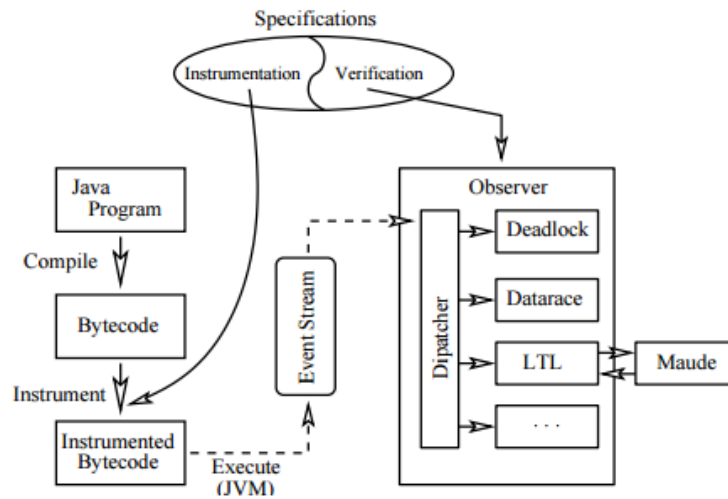 Specifications
Instrumentation
Verification
Java
Program
Compile
Bytecode
Instrument
Instrumented
Bytecode
Execute
(JVM)
Event Stream
Observer
Dipatcher
Deadlock
Datarace
LTL
. . .
Maude